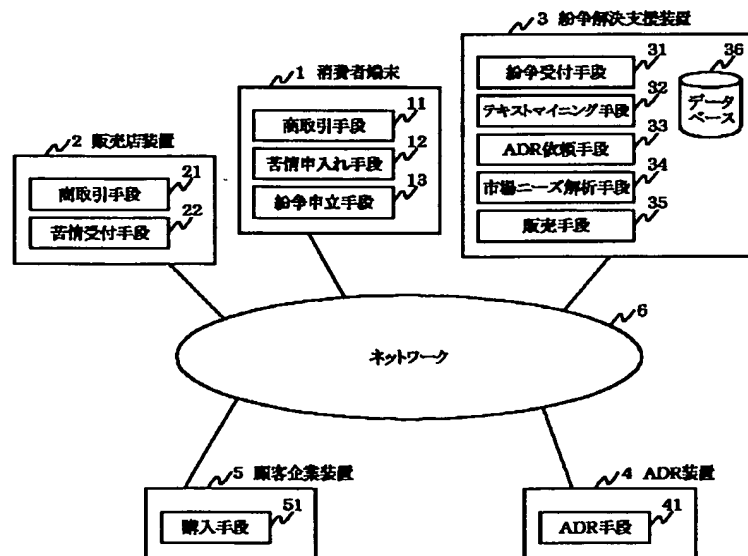 3 紛争解決支援装置
31
36
紛争受付手段
32
テキストマイニング手段
データ
ベース
33
ADR依頼手段
34
市場ニーズ解析手段
35
販売手段
1 消費者端末
11
商取引手段
12
苦情申入れ手段
13
紛争申立手段
2 販売店装置
21
商取引手段
22
苦情受付手段
6
ネットワーク
5 顧客企業装置
51
購入手段
4 ADR装置
41
ADR手段